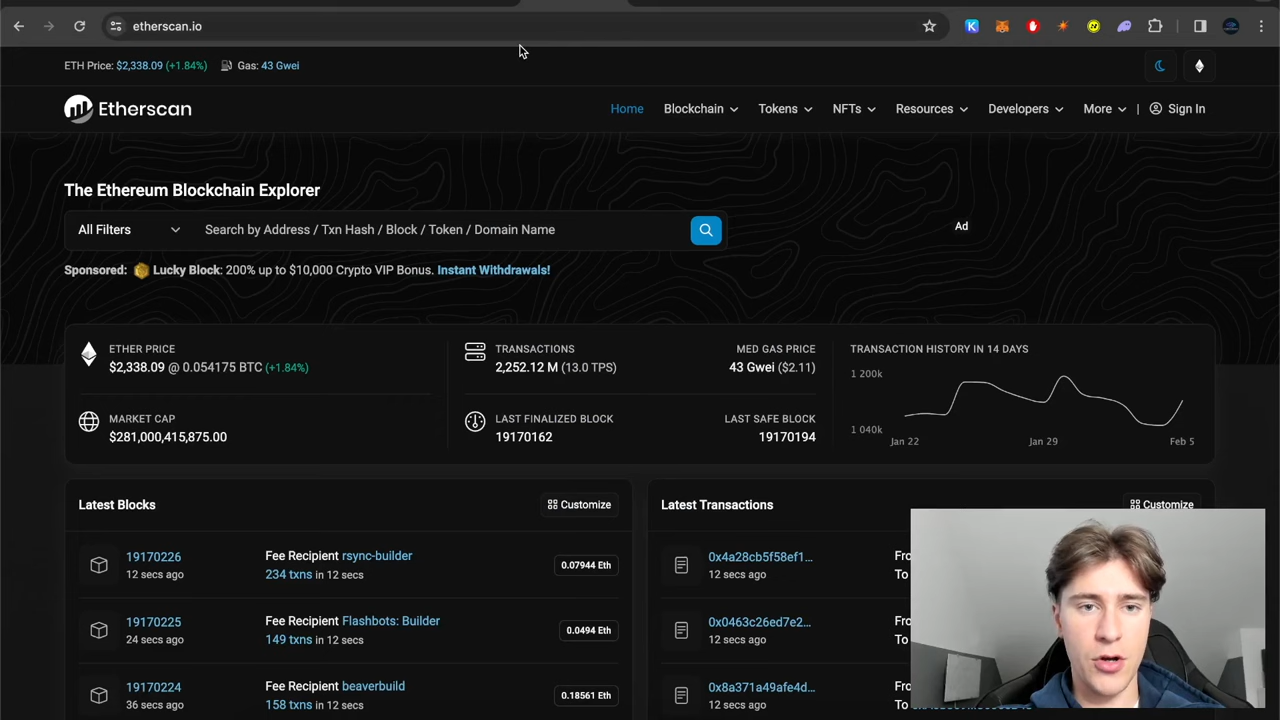 etherscan.io
ETH Price: $2,338.09 (+1.84%) Gas: 43 Gwei
Etherscan
Home Blockchain Tokens NFTs Resources Developers More | Sign In
The Ethereum Blockchain Explorer
All Filters Search by Address / Txn Hash / Block / Token / Domain Name
Ad
Sponsored: Lucky Block: 200% up to $10,000 Crypto VIP Bonus. Instant Withdrawals!
ETHER PRICE
$2,338.09 @ 0.054175 BTC (+1.84%)
MARKET CAP
$281,000,415,875.00
TRANSACTIONS
2,252.12 M (13.0 TPS)
MED GAS PRICE
43 Gwei ($2.11)
LAST FINALIZED BLOCK
19170162
LAST SAFE BLOCK
19170194
TRANSACTION HISTORY IN 14 DAYS
1 200k
1 040k
Jan 22 Jan 29 Feb 5
Latest Blocks Customize
19170226 Fee Recipient rsync-builder 0.07944 Eth
12 secs ago 234 txns in 12 secs
19170225 Fee Recipient Flashbots: Builder 0.0494 Eth
24 secs ago 149 txns in 12 secs
19170224 Fee Recipient beaverbuild 0.18561 Eth
36 secs ago 158 txns in 12 secs
Latest Transactions Customize
0x4a28cb5f58ef1...
12 secs ago To
0x0463c26ed7e2...
12 secs ago To
0x8a371a49afe4d...
12 secs ago To